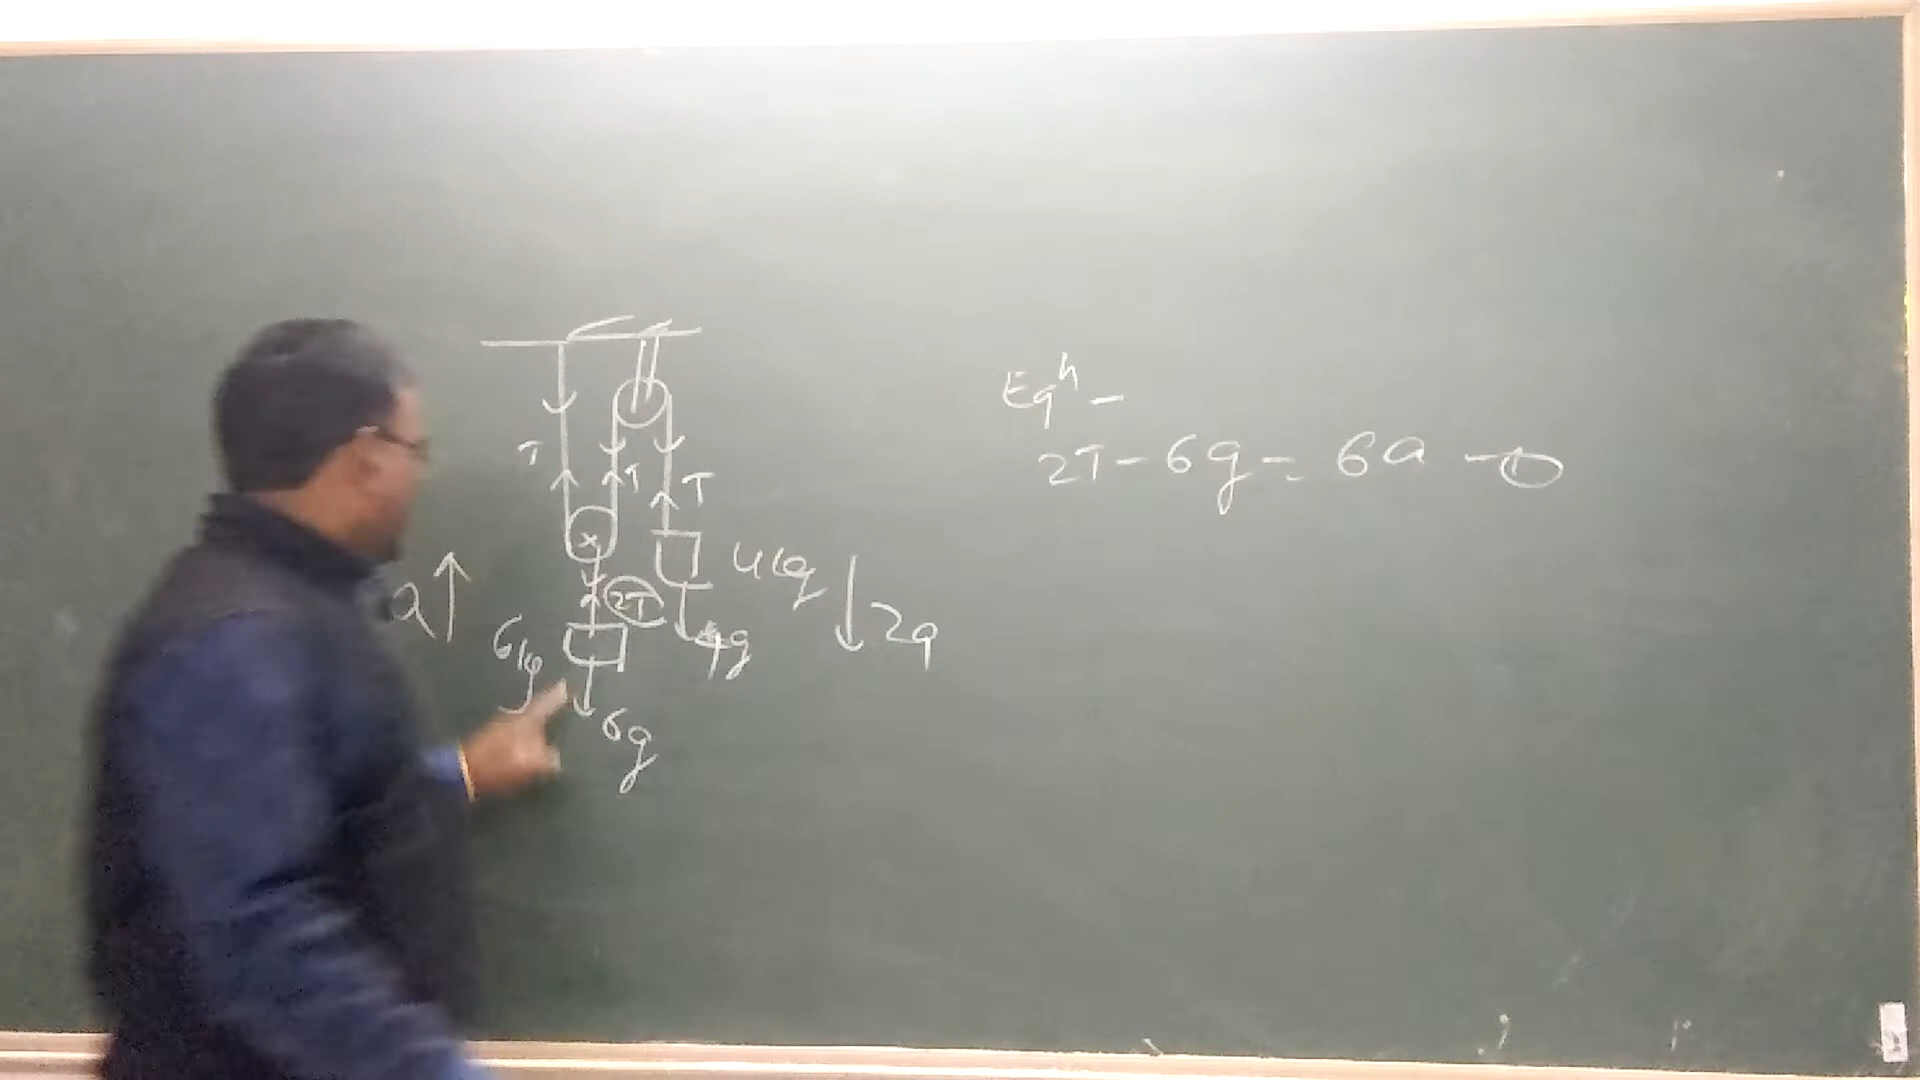 Eqⁿ -
2T - 6g = 6a - ①
T
T
T
4kg
2T
a
2a
6kg
4g
6g